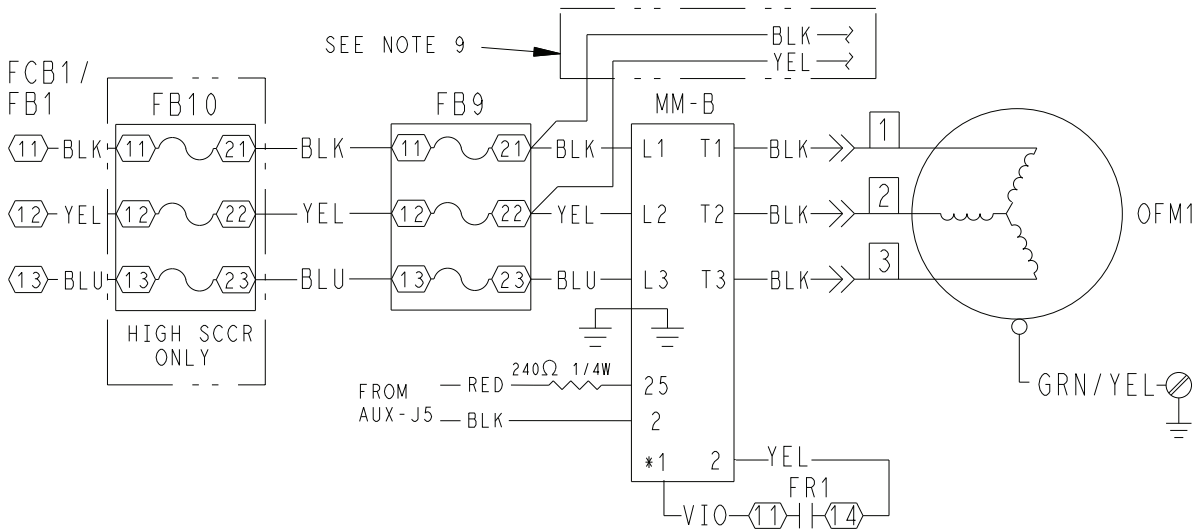 SEE NOTE 9
BLK
YEL
FCB1/
FB1
FB10
FB9
MM-B
11 BLK 11 21 BLK 11 21 BLK L1 T1 BLK 1
12 YEL 12 22 YEL 12 22 YEL L2 T2 BLK 2
OFM1
13 BLU 13 23 BLU 13 23 BLU L3 T3 BLK 3
HIGH SCCR
ONLY
240Ω 1/4W
FROM
AUX-J5
RED 25
BLK 2
GRN/YEL
*1 2 YEL
FR1
VIO 11 14